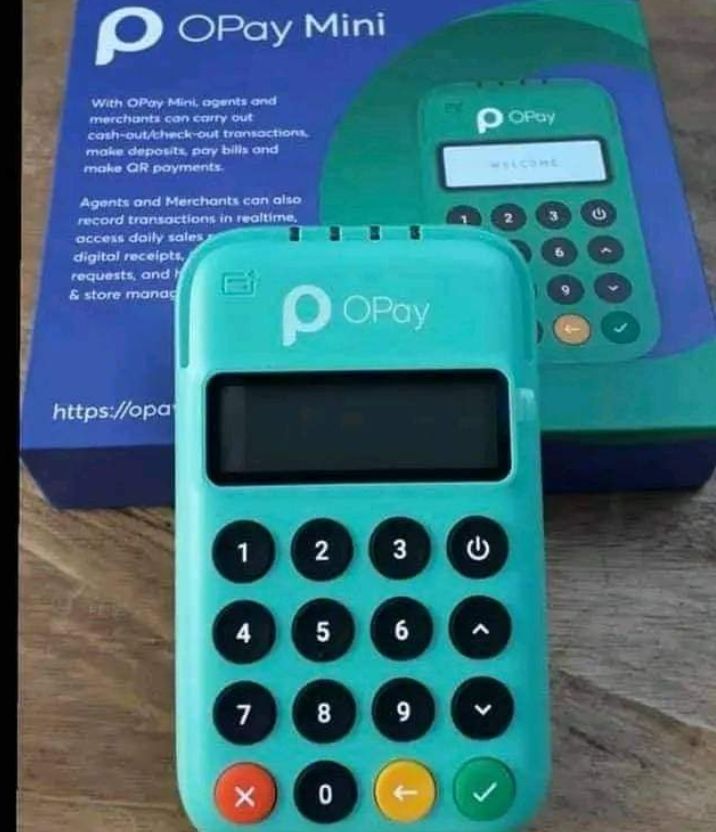 OPay Mini
With OPay Mini, agents and
merchants can carry out
cash-out/check-out transactions,
make deposits, pay bills and
make QR payments.
Agents and Merchants can also
record transactions in realtime,
access daily sales
digital receipts,
requests, and
& store manag
https://opa
OPay
WELCOME
1 2 3
6
9
OPay
1 2 3
4 5 6
7 8 9
0